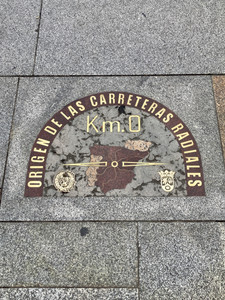 ORIGEN DE LAS CARRETERAS RADIALES
Km.0